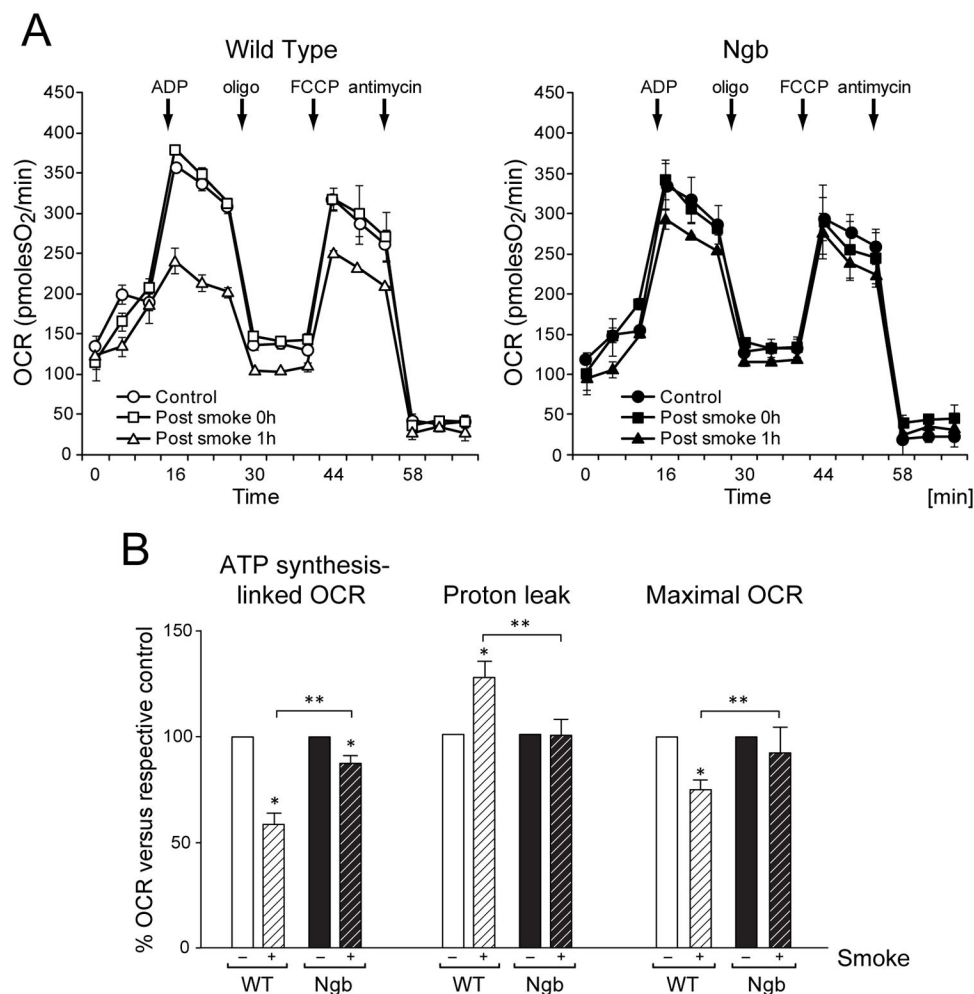 A
Wild Type
ADP oligo FCCP antimycin
OCR (pmolesO2/min)
450
400
350
300
250
200
150
100
50
0
Control
Post smoke 0h
Post smoke 1h
0 16 30 44 58
Time
Ngb
ADP oligo FCCP antimycin
OCR (pmolesO2/min)
450
400
350
300
250
200
150
100
50
0
Control
Post smoke 0h
Post smoke 1h
0 16 30 44 58
Time [min]
B
ATP synthesis-
linked OCR
Proton leak
Maximal OCR
% OCR versus respective control
150
100
50
0
* ** *
* **
* **
– + – + – + – + – + – + Smoke
WT Ngb WT Ngb WT Ngb